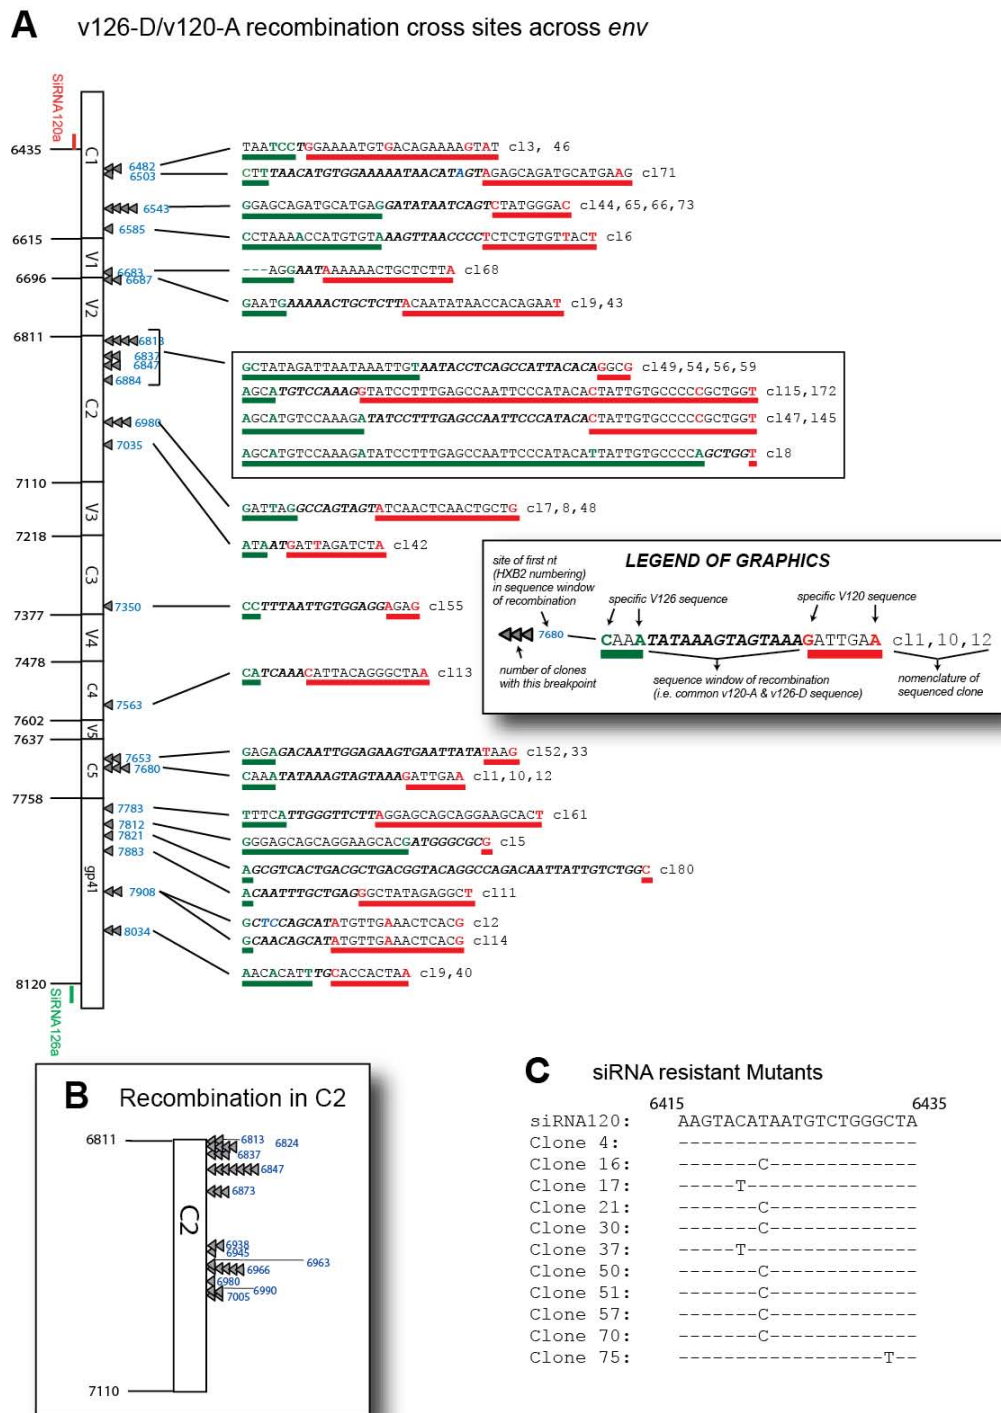 A v126-D/v120-A recombination cross sites across env
SiRNA120a
6435
C1
6482
6503
6543
6585
6615
V1
6683
6687
6696
V2
6811
6813
6837
6847
6884
C2
6980
7035
7110
V3
7218
C3
7350
7377
V4
7478
C4
7563
7602
V5
7637
7653
7680
C5
7758
7783
7812
7821
7883
gp41
7908
8034
8120
SiRNA126a
TAATCCTGGAAAATGTGACAGAAAAGTAT cl3, 46
CTTTAACATGTGGAAAAATAACATAGTAGAGCAGATGCATGAAG cl71
GGAGCAGATGCATGAGGATATAATCAGTCTATGGGAC cl44,65,66,73
CCTAAAACCATGTGTAAAAGTTAACCCCTCTCTGTGTTACT cl6
---AGGAATAAAAAACTGCTCTTA cl68
GAATGAAAAACTGCTCTTACAATATAACCACAGAAT cl9,43
GCTATAGATTAATAAATTGTAATACCTCAGCCATTACACAGGCG cl49,54,56,59
AGCATGTCCAAAGGTATCCTTTGAGCCAATTCCCATACACTATTGTGCCCCCGCTGGT cl15,172
AGCATGTCCAAAGATATCCTTTGAGCCAATTCCCATACACTATTGTGCCCCCGCTGGT cl47,145
AGCATGTCCAAAGATATCCTTTGAGCCAATTCCCATACATTATTGTGCCCCAGCTGGT cl8
GATTAGGCCAGTAGTATCAACTCAACTGCTG cl7,8,48
ATAATGATTAGATCTA cl42
CCTTTAATTGTGGAGGAGAG cl55
CATCAAACATTACAGGGCTAA cl13
GAGAGACAATTGGAGAAGTGAATTATATAAG cl52,33
CAAATATAAAGTAGTAAAGATTGAA cl1,10,12
TTTCATTGGGTTCTTAGGAGCAGCAGGAAGCACT cl61
GGGAGCAGCAGGAAGCACGATGGGCGCG cl5
AGCGTCACTGACGCTGACGGTACAGGCCAGACAATTATTGTCTGGC cl80
ACAATTTGCTGAGGGCTATAGAGGCT cl11
GCTCCAGCATATGTTGAAACTCACG cl2
GCAACAGCATATGTTGAAACTCACG cl14
AACACATTTGCACCACTAA cl9,40
LEGEND OF GRAPHICS
site of first nt
(HXB2 numbering)
in sequence window
of recombination
specific V126 sequence
specific V120 sequence
7680
CAAATATAAAGTAGTAAAGATTGAA cl1,10,12
number of clones
with this breakpoint
sequence window of recombination
(i.e. common v120-A & v126-D sequence)
nomenclature of
sequenced clone
B Recombination in C2
6811
C2
6813
6824
6837
6847
6873
6938
6945
6963
6966
6980
6990
7005
7110
C siRNA resistant Mutants
6415 6435
siRNA120: AAGTACATAATGTCTGGGCTA
Clone 4: ---------------------
Clone 16: -------C-------------
Clone 17: -----T---------------
Clone 21: -------C-------------
Clone 30: -------C-------------
Clone 37: -----T---------------
Clone 50: -------C-------------
Clone 51: -------C-------------
Clone 57: -------C-------------
Clone 70: -------C-------------
Clone 75: ------------------T--